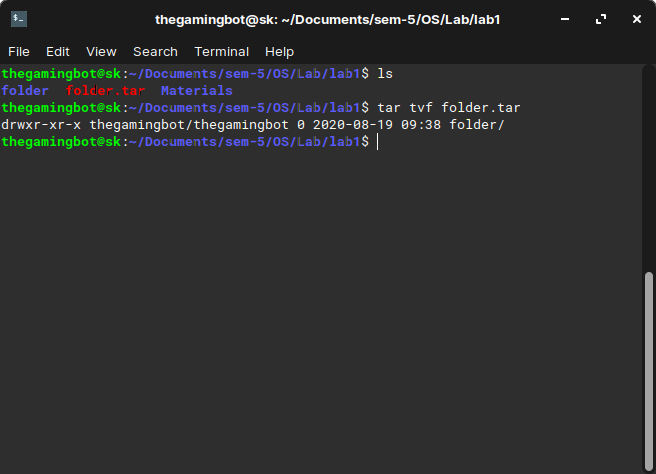 thegamingbot@sk: ~/Documents/sem-5/OS/Lab/lab1
File Edit View Search Terminal Help
thegamingbot@sk:~/Documents/sem-5/OS/Lab/lab1$ ls
folder folder.tar Materials
thegamingbot@sk:~/Documents/sem-5/OS/Lab/lab1$ tar tvf folder.tar
drwxr-xr-x thegamingbot/thegamingbot 0 2020-08-19 09:38 folder/
thegamingbot@sk:~/Documents/sem-5/OS/Lab/lab1$